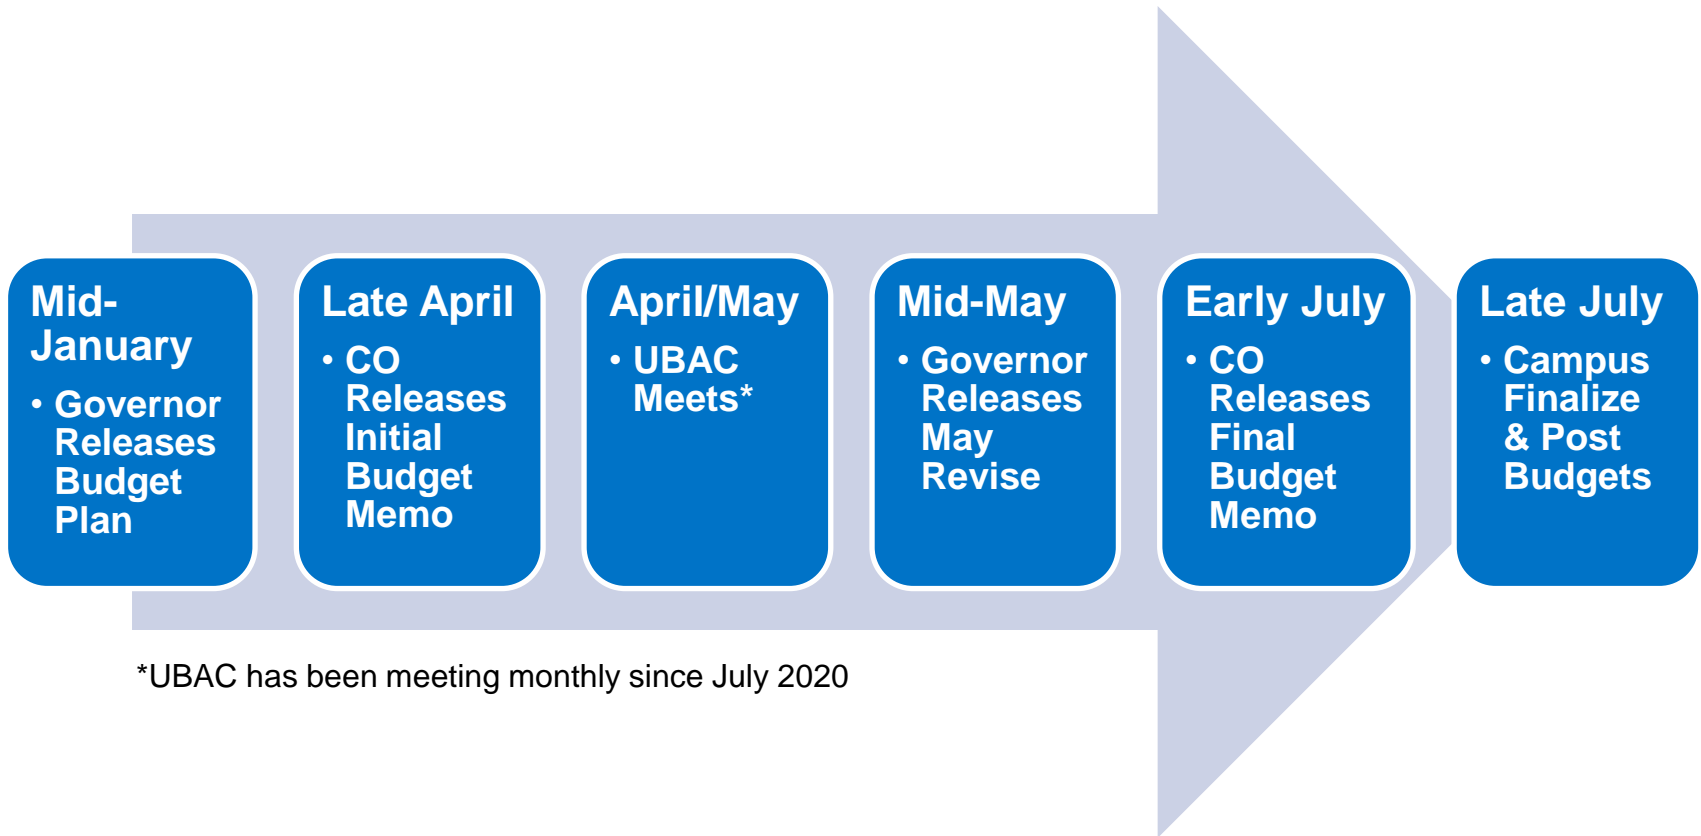 Mid-
January
• Governor
Releases
Budget
Plan
Late April
• CO
Releases
Initial
Budget
Memo
April/May
• UBAC
Meets*
Mid-May
• Governor
Releases
May
Revise
Early July
• CO
Releases
Final
Budget
Memo
Late July
• Campus
Finalize
& Post
Budgets
*UBAC has been meeting monthly since July 2020